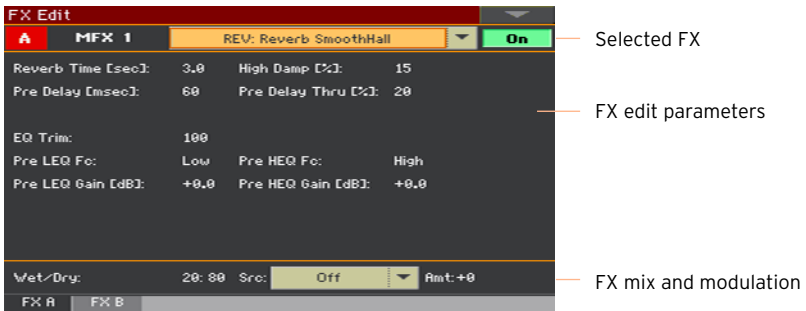 FX Edit
A MFX 1 REV: Reverb SmoothHall On
Selected FX
Reverb Time [sec]: 3.0 High Damp [%]: 15
Pre Delay [msec]: 60 Pre Delay Thru [%]: 20
FX edit parameters
EQ Trim: 100
Pre LEQ Fc: Low Pre HEQ Fc: High
Pre LEQ Gain [dB]: +0.0 Pre HEQ Gain [dB]: +0.0
Wet/Dry: 20:80 Src: Off Amt:+0
FX mix and modulation
FX A FX B